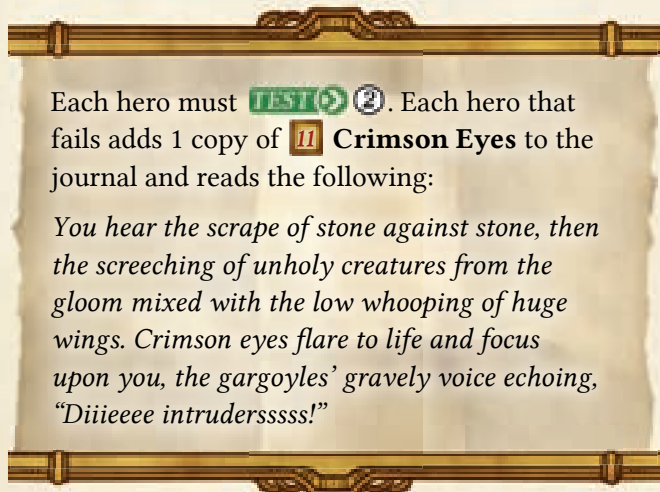 Each hero must TEST 2. Each hero that
fails adds 1 copy of 11 Crimson Eyes to the
journal and reads the following:
You hear the scrape of stone against stone, then
the screeching of unholy creatures from the
gloom mixed with the low whooping of huge
wings. Crimson eyes flare to life and focus
upon you, the gargoyles’ gravely voice echoing,
“Diiieeee intrudersssss!”